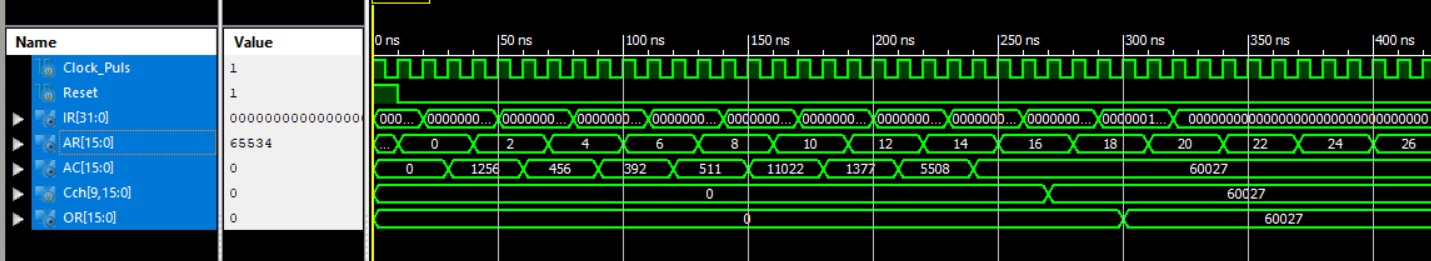 Name Value 0 ns 50 ns 100 ns 150 ns 200 ns 250 ns 300 ns 350 ns 400 ns
Clock_Puls 1
Reset 1
IR[31:0] 0000000000000000 000... 0000000... 0000000... 0000000... 0000000... 0000000... 0000000... 0000000... 0000000... 0000000... 0000001... 00000000000000000000000000000000
AR[15:0] 65534 ... 0 2 4 6 8 10 12 14 16 18 20 22 24 26
AC[15:0] 0 0 1256 456 392 511 11022 1377 5508 60027
Cch[9,15:0] 0 0 60027
OR[15:0] 0 0 60027